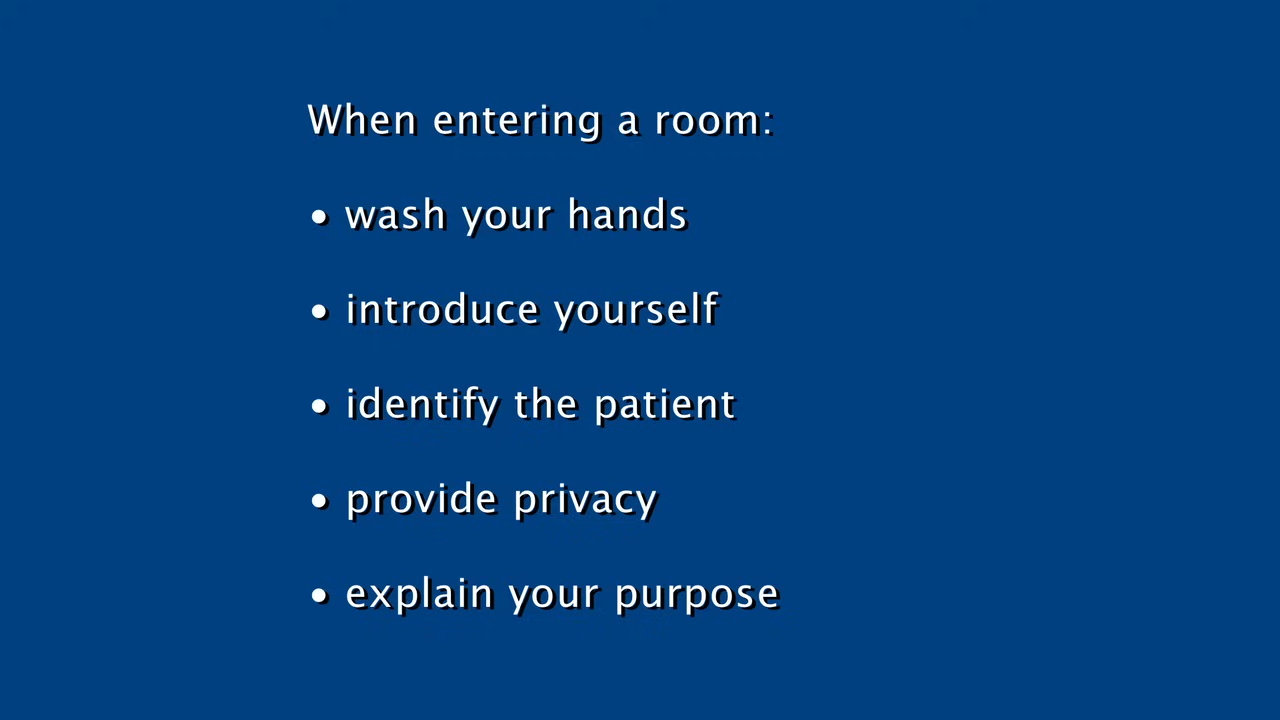 When entering a room:
• wash your hands
• introduce yourself
• identify the patient
• provide privacy
• explain your purpose